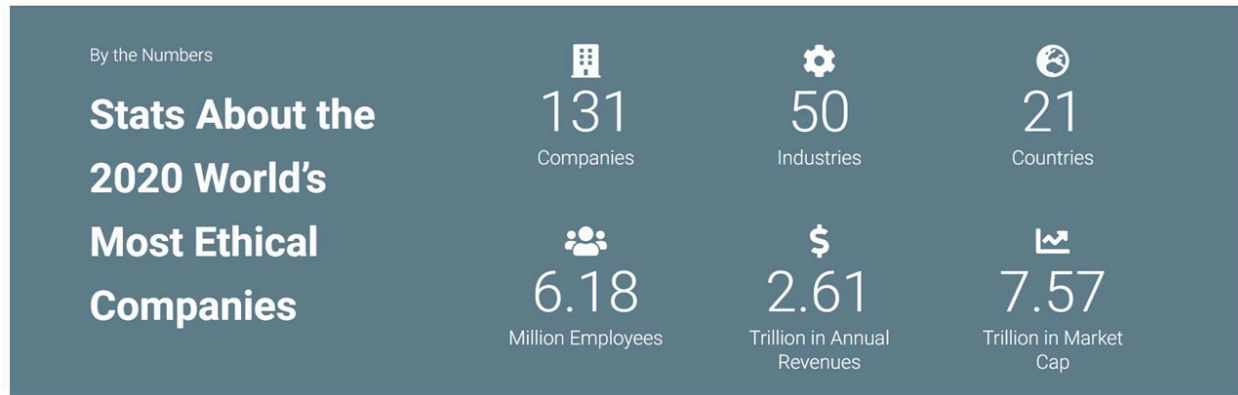 By the Numbers
Stats About the
2020 World’s
Most Ethical
Companies
131
Companies
50
Industries
21
Countries
6.18
Million Employees
$
2.61
Trillion in Annual
Revenues
7.57
Trillion in Market
Cap